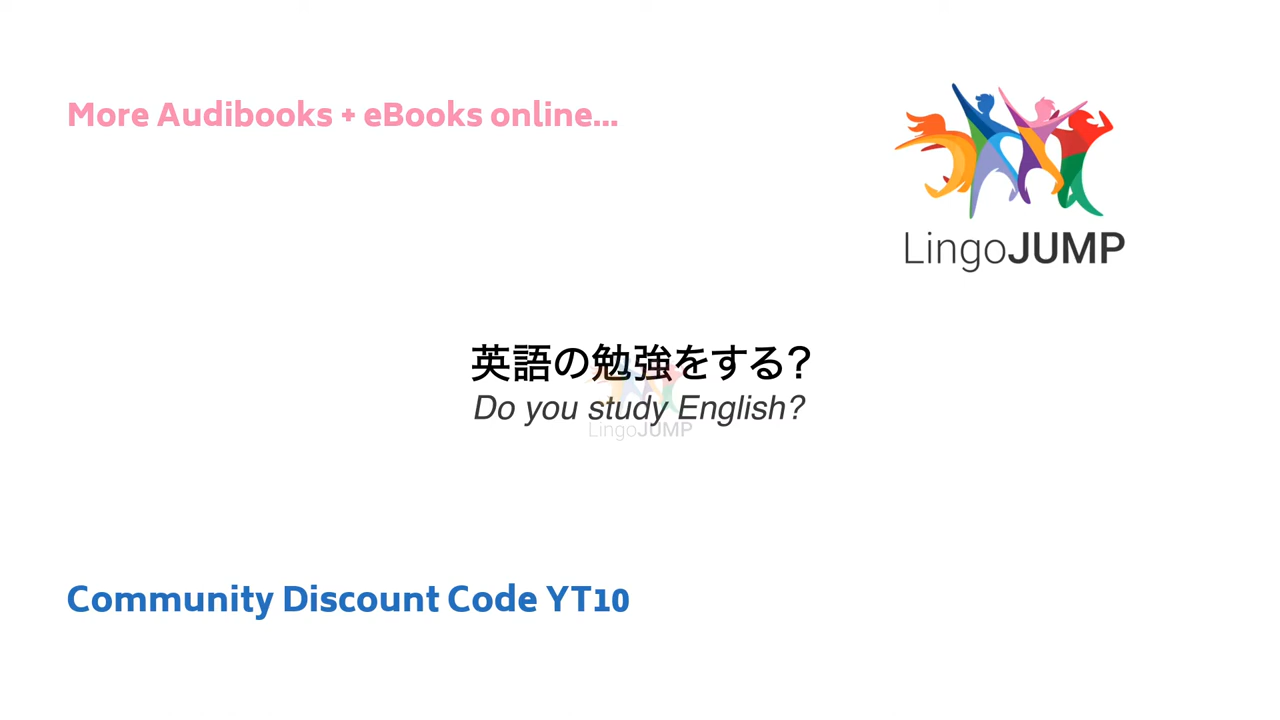 More Audibooks + eBooks online...
LingoJUMP
英語の勉強をする?
Do you study English?
LingoJUMP
Community Discount Code YT10